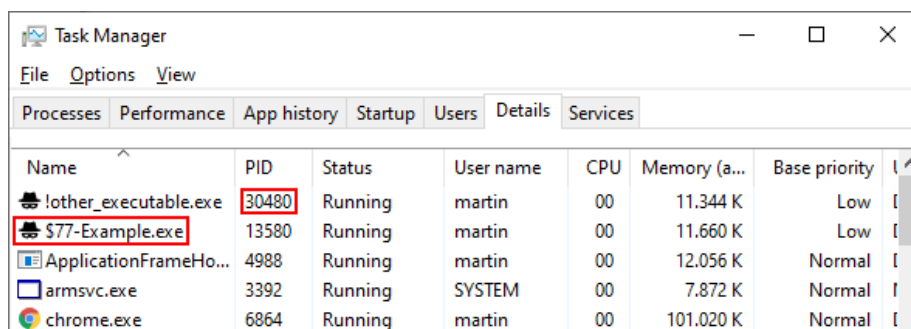 Task Manager
File Options View
Processes Performance App history Startup Users Details Services
Name PID Status User name CPU Memory (a... Base priority
!other_executable.exe 30480 Running martin 00 11.344 K Low
$77-Example.exe 13580 Running martin 00 11.660 K Low
ApplicationFrameHo... 4988 Running martin 00 12.056 K Normal
armsvc.exe 3392 Running SYSTEM 00 7.872 K Normal
chrome.exe 6864 Running martin 00 101.020 K Normal